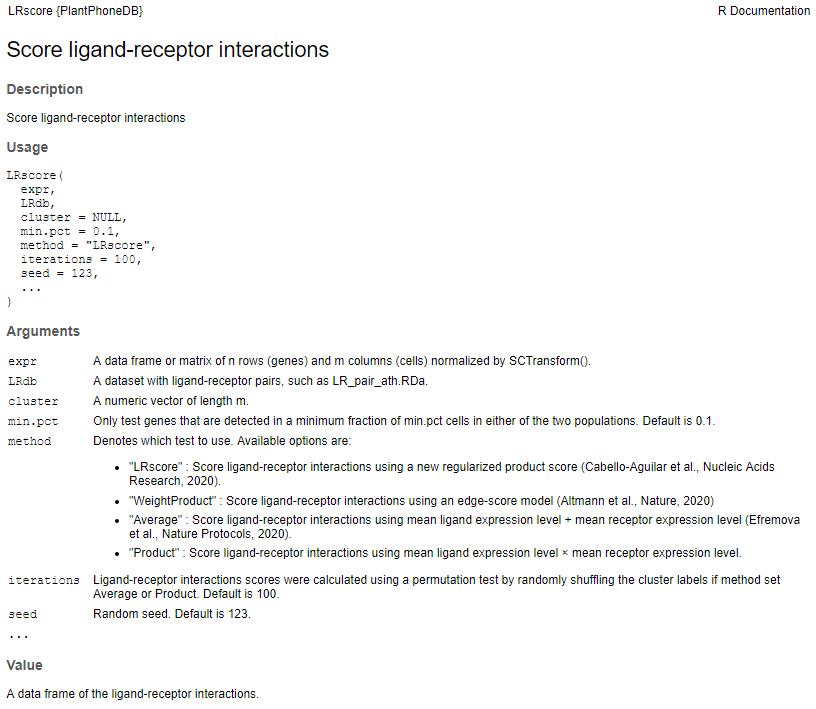 LRscore {PlantPhoneDB} R Documentation
Score ligand-receptor interactions
Description
Score ligand-receptor interactions
Usage
LRscore(
  expr,
  LRdb,
  cluster = NULL,
  min.pct = 0.1,
  method = "LRscore",
  iterations = 100,
  seed = 123,
  ...
)
Arguments
expr A data frame or matrix of n rows (genes) and m columns (cells) normalized by SCTransform().
LRdb A dataset with ligand-receptor pairs, such as LR_pair_ath.RDa.
cluster A numeric vector of length m.
min.pct Only test genes that are detected in a minimum fraction of min.pct cells in either of the two populations. Default is 0.1.
method Denotes which test to use. Available options are:
• "LRscore" : Score ligand-receptor interactions using a new regularized product score (Cabello-Aguilar et al., Nucleic Acids
Research, 2020).
• "WeightProduct" : Score ligand-receptor interactions using an edge-score model (Altmann et al., Nature, 2020)
• "Average" : Score ligand-receptor interactions using mean ligand expression level + mean receptor expression level (Efremova
et al., Nature Protocols, 2020).
• "Product" : Score ligand-receptor interactions using mean ligand expression level × mean receptor expression level.
iterations Ligand-receptor interactions scores were calculated using a permutation test by randomly shuffling the cluster labels if method set
Average or Product. Default is 100.
seed Random seed. Default is 123.
...
Value
A data frame of the ligand-receptor interactions.